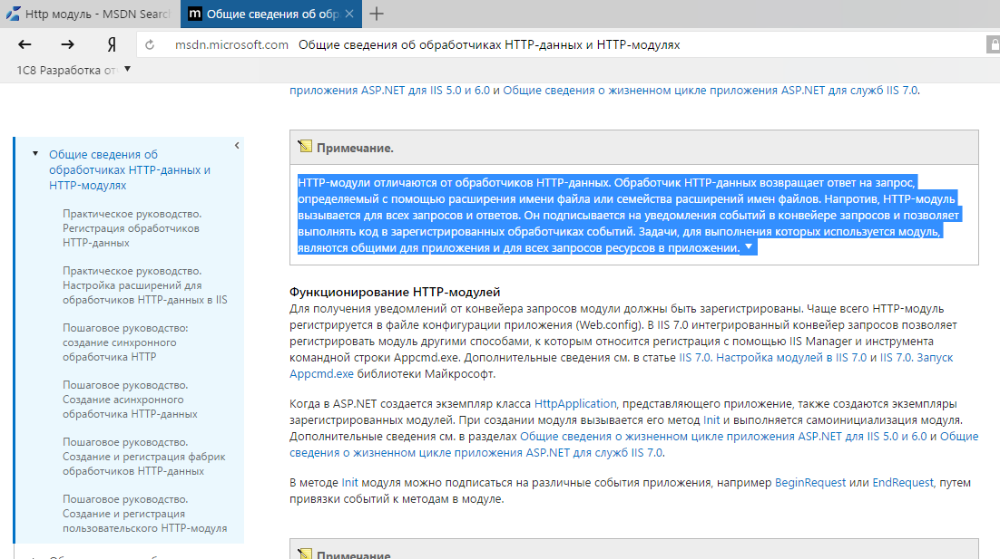 Http модуль - MSDN Search
Общие сведения об обр
Я
msdn.microsoft.com Общие сведения об обработчиках HTTP-данных и HTTP-модулях
1C8 Разработка от
приложения ASP.NET для IIS 5.0 и 6.0 и Общие сведения о жизненном цикле приложения ASP.NET для служб IIS 7.0.
Общие сведения об
обработчиках HTTP-данных и
HTTP-модулях
Практическое руководство.
Регистрация обработчиков
HTTP-данных
Практическое руководство.
Настройка расширений для
обработчиков HTTP-данных в IIS
Пошаговое руководство:
создание синхронного
обработчика HTTP
Пошаговое руководство.
Создание асинхронного
обработчика HTTP-данных
Пошаговое руководство.
Создание и регистрация фабрик
обработчиков HTTP-данных
Пошаговое руководство.
Создание и регистрация
пользовательского HTTP-модуля
Примечание.
HTTP-модули отличаются от обработчиков HTTP-данных. Обработчик HTTP-данных возвращает ответ на запрос,
определяемый с помощью расширения имени файла или семейства расширений имен файлов. Напротив, HTTP-модуль
вызывается для всех запросов и ответов. Он подписывается на уведомления событий в конвейере запросов и позволяет
выполнять код в зарегистрированных обработчиках событий. Задачи, для выполнения которых используется модуль,
являются общими для приложения и для всех запросов ресурсов в приложении.
Функционирование HTTP-модулей
Для получения уведомлений от конвейера запросов модули должны быть зарегистрированы. Чаще всего HTTP-модуль
регистрируется в файле конфигурации приложения (Web.config). В IIS 7.0 интегрированный конвейер запросов позволяет
регистрировать модуль другими способами, к которым относится регистрация с помощью IIS Manager и инструмента
командной строки Appcmd.exe. Дополнительные сведения см. в статье IIS 7.0. Настройка модулей в IIS 7.0 и IIS 7.0. Запуск
Appcmd.exe библиотеки Майкрософт.
Когда в ASP.NET создается экземпляр класса HttpApplication, представляющего приложение, также создаются экземпляры
зарегистрированных модулей. При создании модуля вызывается его метод Init и выполняется самоинициализация модуля.
Дополнительные сведения см. в разделах Общие сведения о жизненном цикле приложения ASP.NET для IIS 5.0 и 6.0 и Общие
сведения о жизненном цикле приложения ASP.NET для служб IIS 7.0.
В методе Init модуля можно подписаться на различные события приложения, например BeginRequest или EndRequest, путем
привязки событий к методам в модуле.
Примечание.